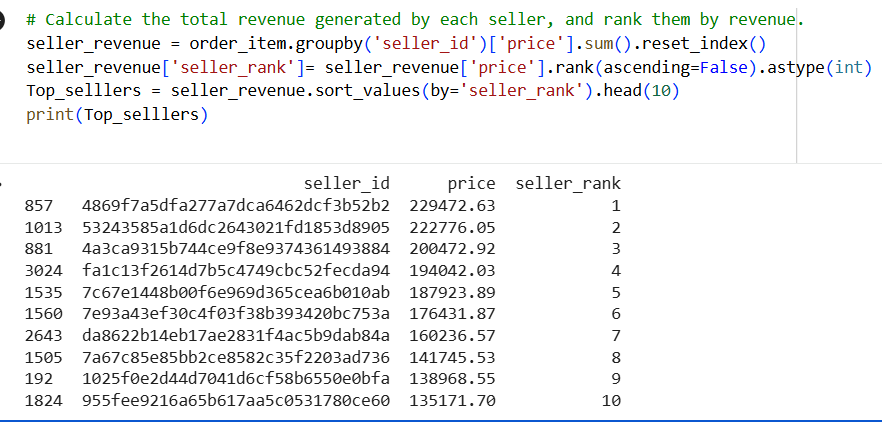 # Calculate the total revenue generated by each seller, and rank them by revenue.
seller_revenue = order_item.groupby('seller_id')['price'].sum().reset_index()
seller_revenue['seller_rank']= seller_revenue['price'].rank(ascending=False).astype(int)
Top_selllers = seller_revenue.sort_values(by='seller_rank').head(10)
print(Top_selllers)
seller_id price seller_rank
857 4869f7a5dfa277a7dca6462dcf3b52b2 229472.63 1
1013 53243585a1d6dc2643021fd1853d8905 222776.05 2
881 4a3ca9315b744ce9f8e9374361493884 200472.92 3
3024 fa1c13f2614d7b5c4749cbc52fecda94 194042.03 4
1535 7c67e1448b00f6e969d365cea6b010ab 187923.89 5
1560 7e93a43ef30c4f03f38b393420bc753a 176431.87 6
2643 da8622b14eb17ae2831f4ac5b9dab84a 160236.57 7
1505 7a67c85e85bb2ce8582c35f2203ad736 141745.53 8
192 1025f0e2d44d7041d6cf58b6550e0bfa 138968.55 9
1824 955fee9216a65b617aa5c0531780ce60 135171.70 10